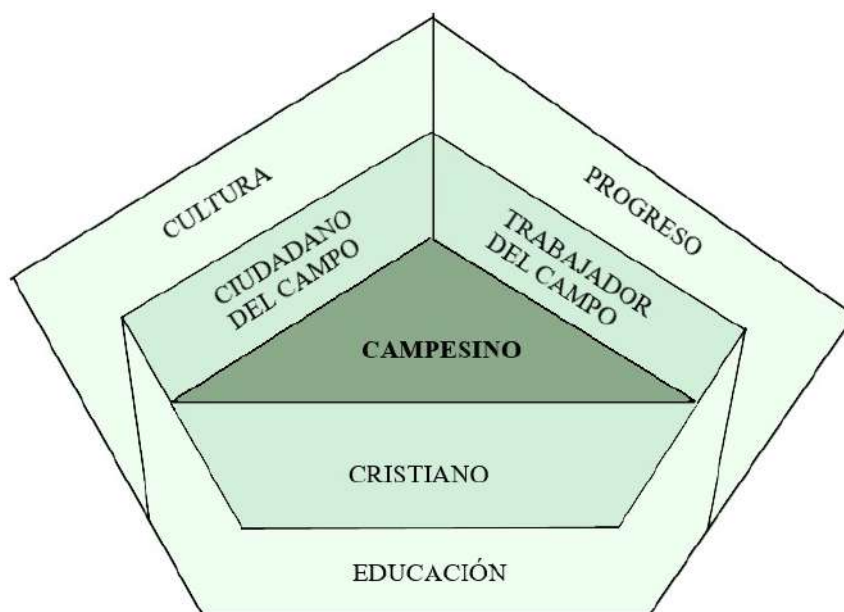 CULTURA
PROGRESO
CIUDADANO
DEL CAMPO
TRABAJADOR
DEL CAMPO
CAMPESINO
CRISTIANO
EDUCACIÓN